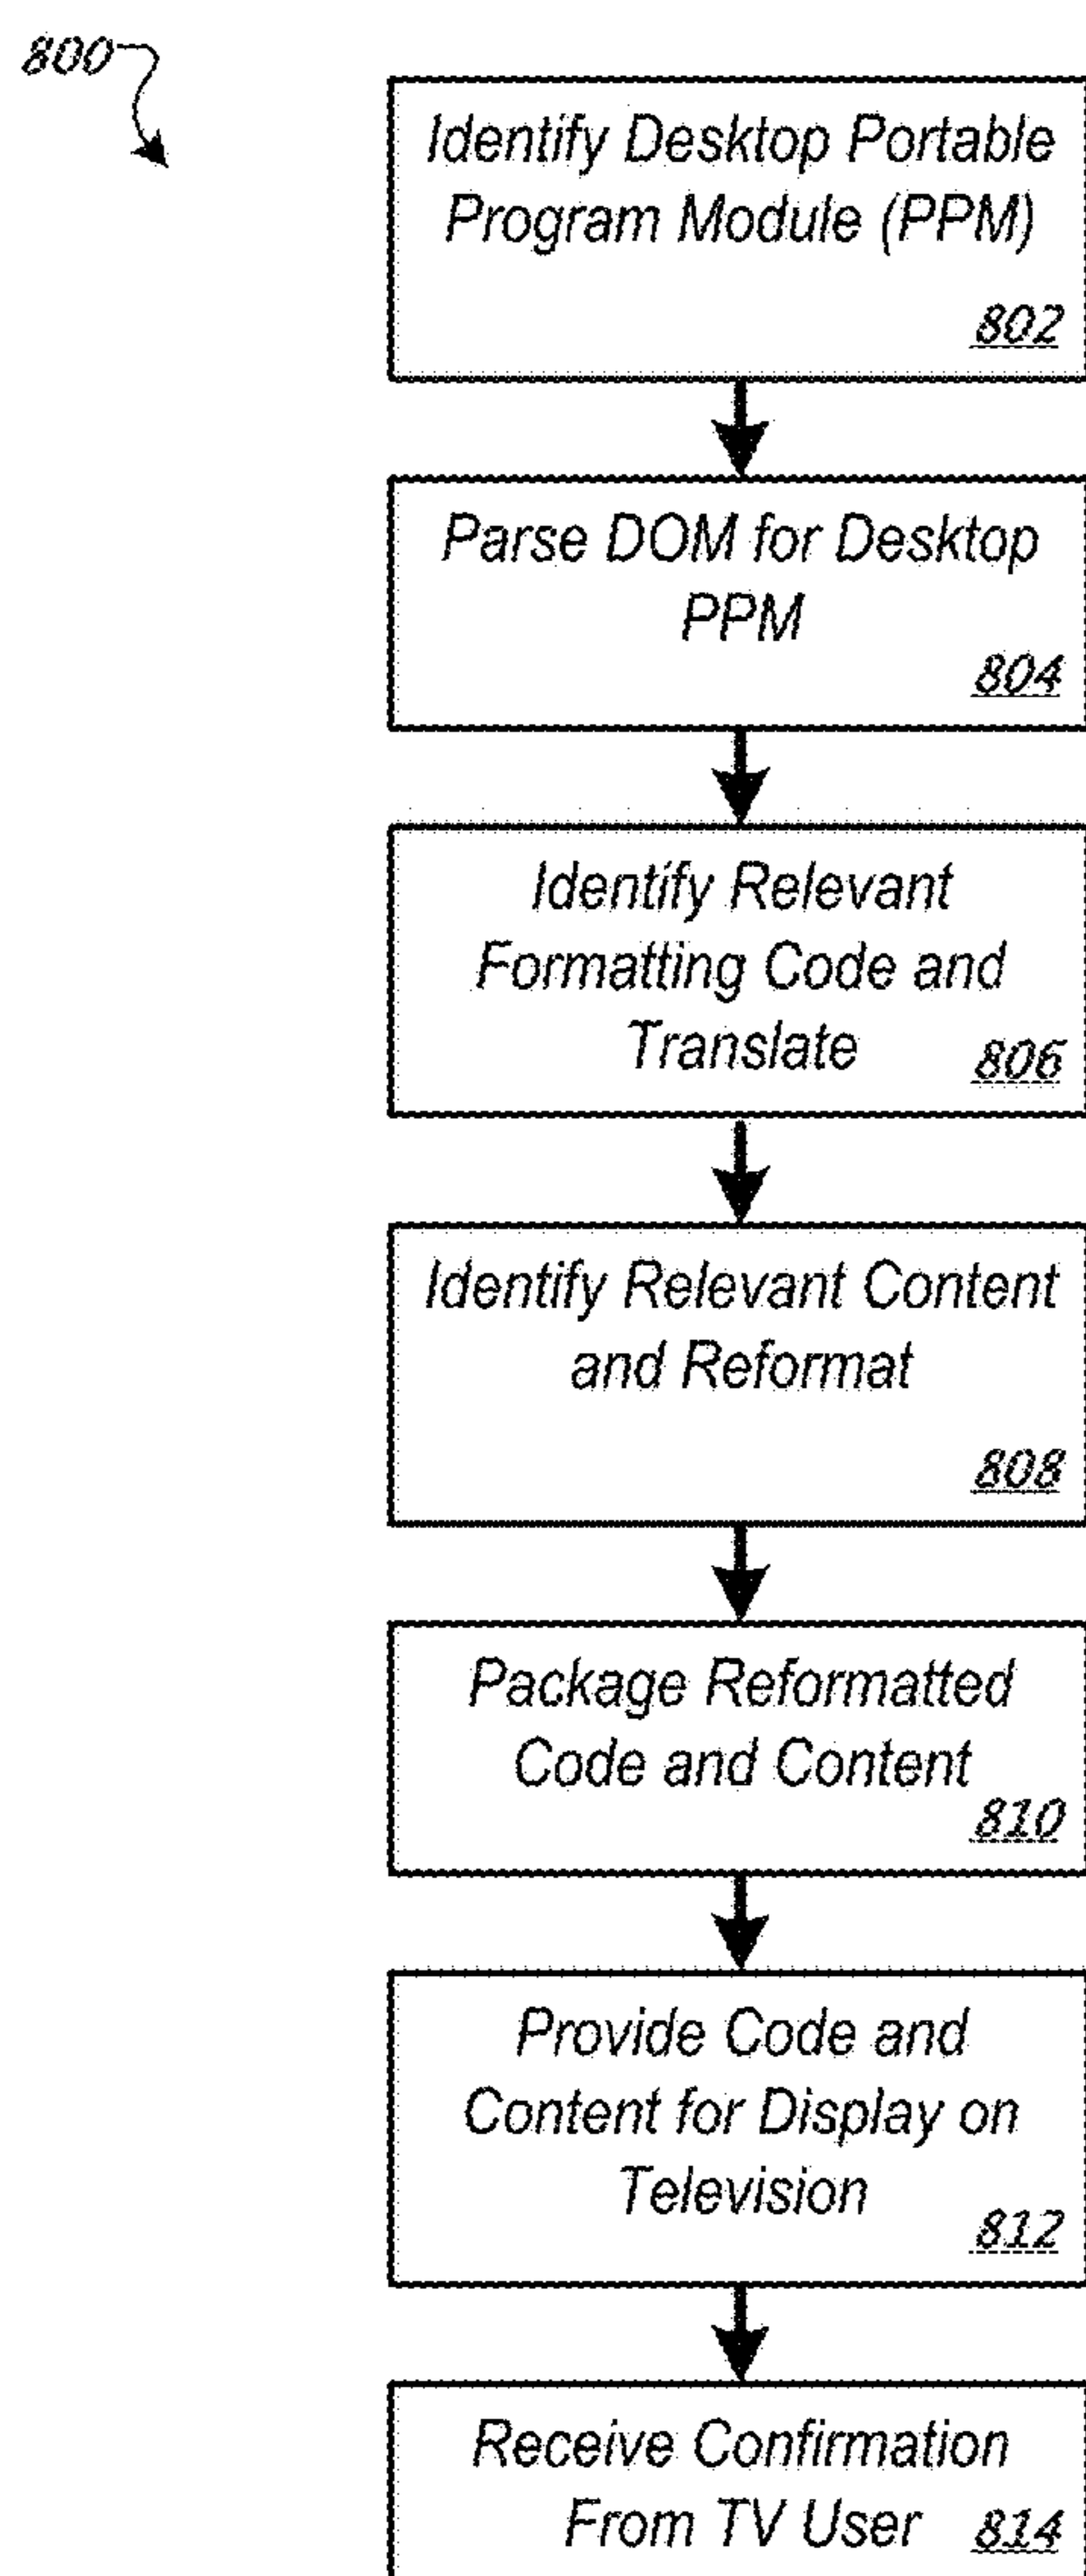 800
Identify Desktop Portable
Program Module (PPM)
802
Parse DOM for Desktop
PPM
804
Identify Relevant
Formatting Code and
Translate 806
Identify Relevant Content
and Reformat
808
Package Reformatted
Code and Content
810
Provide Code and
Content for Display on
Television
812
Receive Confirmation
From TV User 814